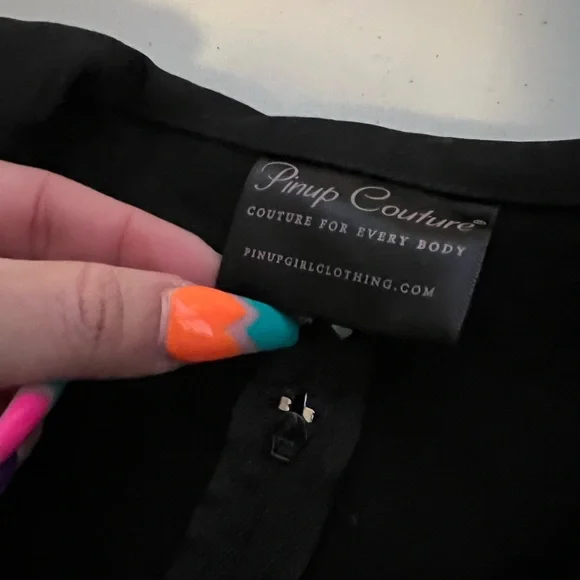 Pinup Couture®
COUTURE FOR EVERY BODY
PINUPGIRLCLOTHING.COM